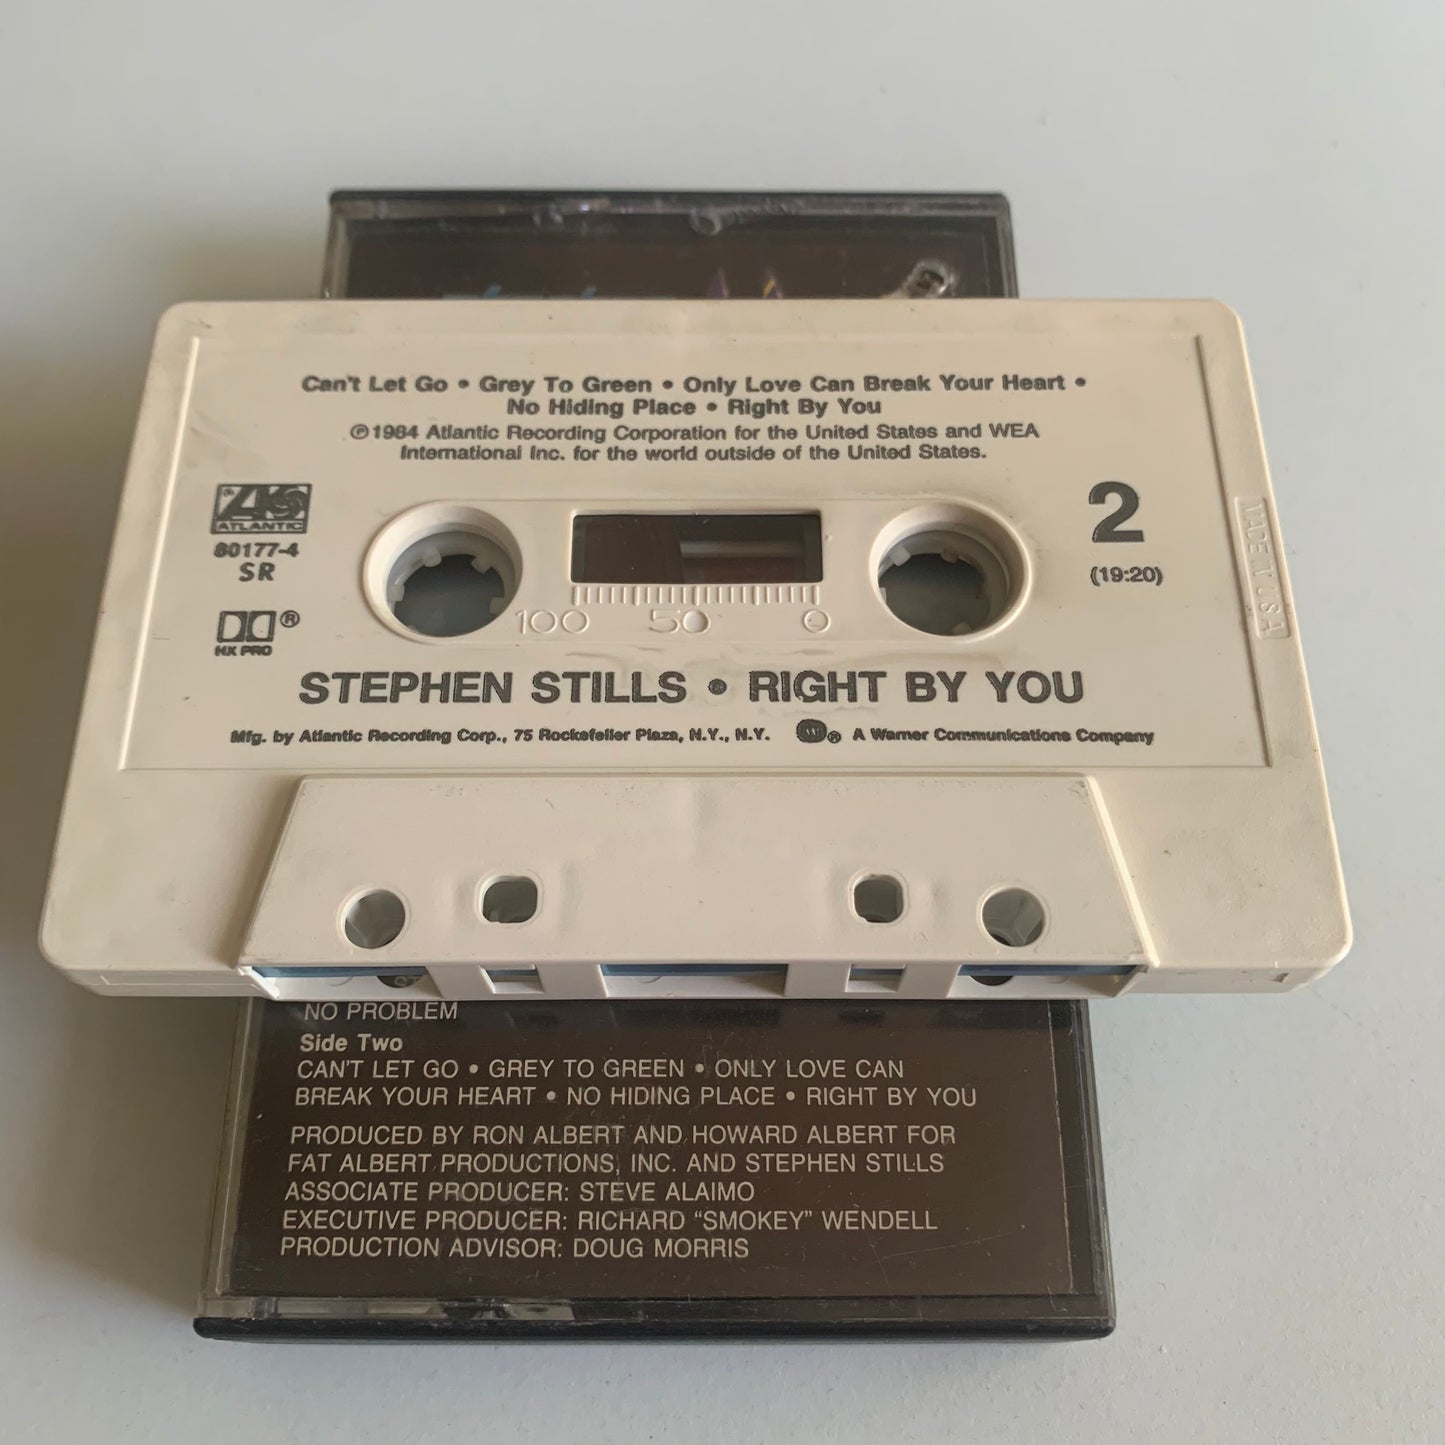 Can't Let Go • Grey To Green • Only Love Can Break Your Heart •
No Hiding Place • Right By You
℗1984 Atlantic Recording Corporation for the United States and WEA
International Inc. for the world outside of the United States.
ATLANTIC
80177-4
SR
2
(19:20)
MADE IN U.S.A.
100 50 0
®
HX PRO
STEPHEN STILLS • RIGHT BY YOU
Mfg. by Atlantic Recording Corp., 75 Rockefeller Plaza, N.Y., N.Y. ® A Warner Communications Company
NO PROBLEM
Side Two
CAN'T LET GO • GREY TO GREEN • ONLY LOVE CAN
BREAK YOUR HEART • NO HIDING PLACE • RIGHT BY YOU
PRODUCED BY RON ALBERT AND HOWARD ALBERT FOR
FAT ALBERT PRODUCTIONS, INC. AND STEPHEN STILLS
ASSOCIATE PRODUCER: STEVE ALAIMO
EXECUTIVE PRODUCER: RICHARD “SMOKEY” WENDELL
PRODUCTION ADVISOR: DOUG MORRIS